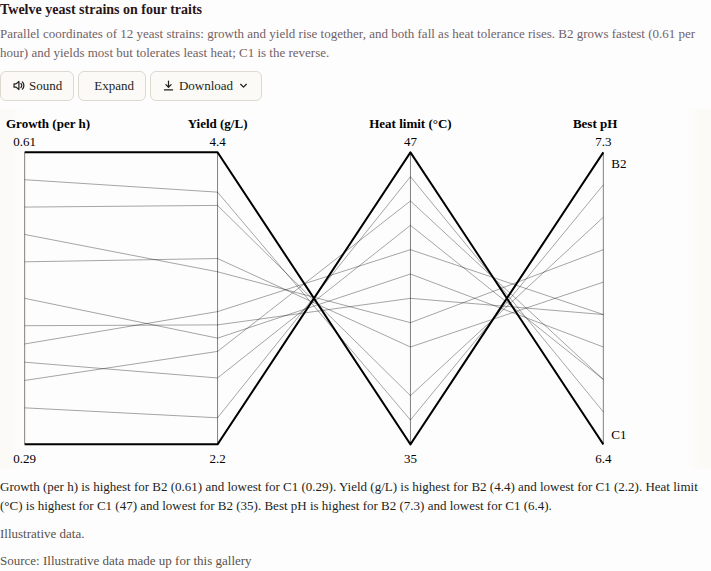 Twelve yeast strains on four traits
Parallel coordinates of 12 yeast strains: growth and yield rise together, and both fall as heat tolerance rises. B2 grows fastest (0.61 per
hour) and yields most but tolerates least heat; C1 is the reverse.
Sound Expand Download
Growth (per h) Yield (g/L) Heat limit (°C) Best pH
0.61 4.4 47 7.3
B2
C1
0.29 2.2 35 6.4
Growth (per h) is highest for B2 (0.61) and lowest for C1 (0.29). Yield (g/L) is highest for B2 (4.4) and lowest for C1 (2.2). Heat limit
(°C) is highest for C1 (47) and lowest for B2 (35). Best pH is highest for B2 (7.3) and lowest for C1 (6.4).
Illustrative data.
Source: Illustrative data made up for this gallery